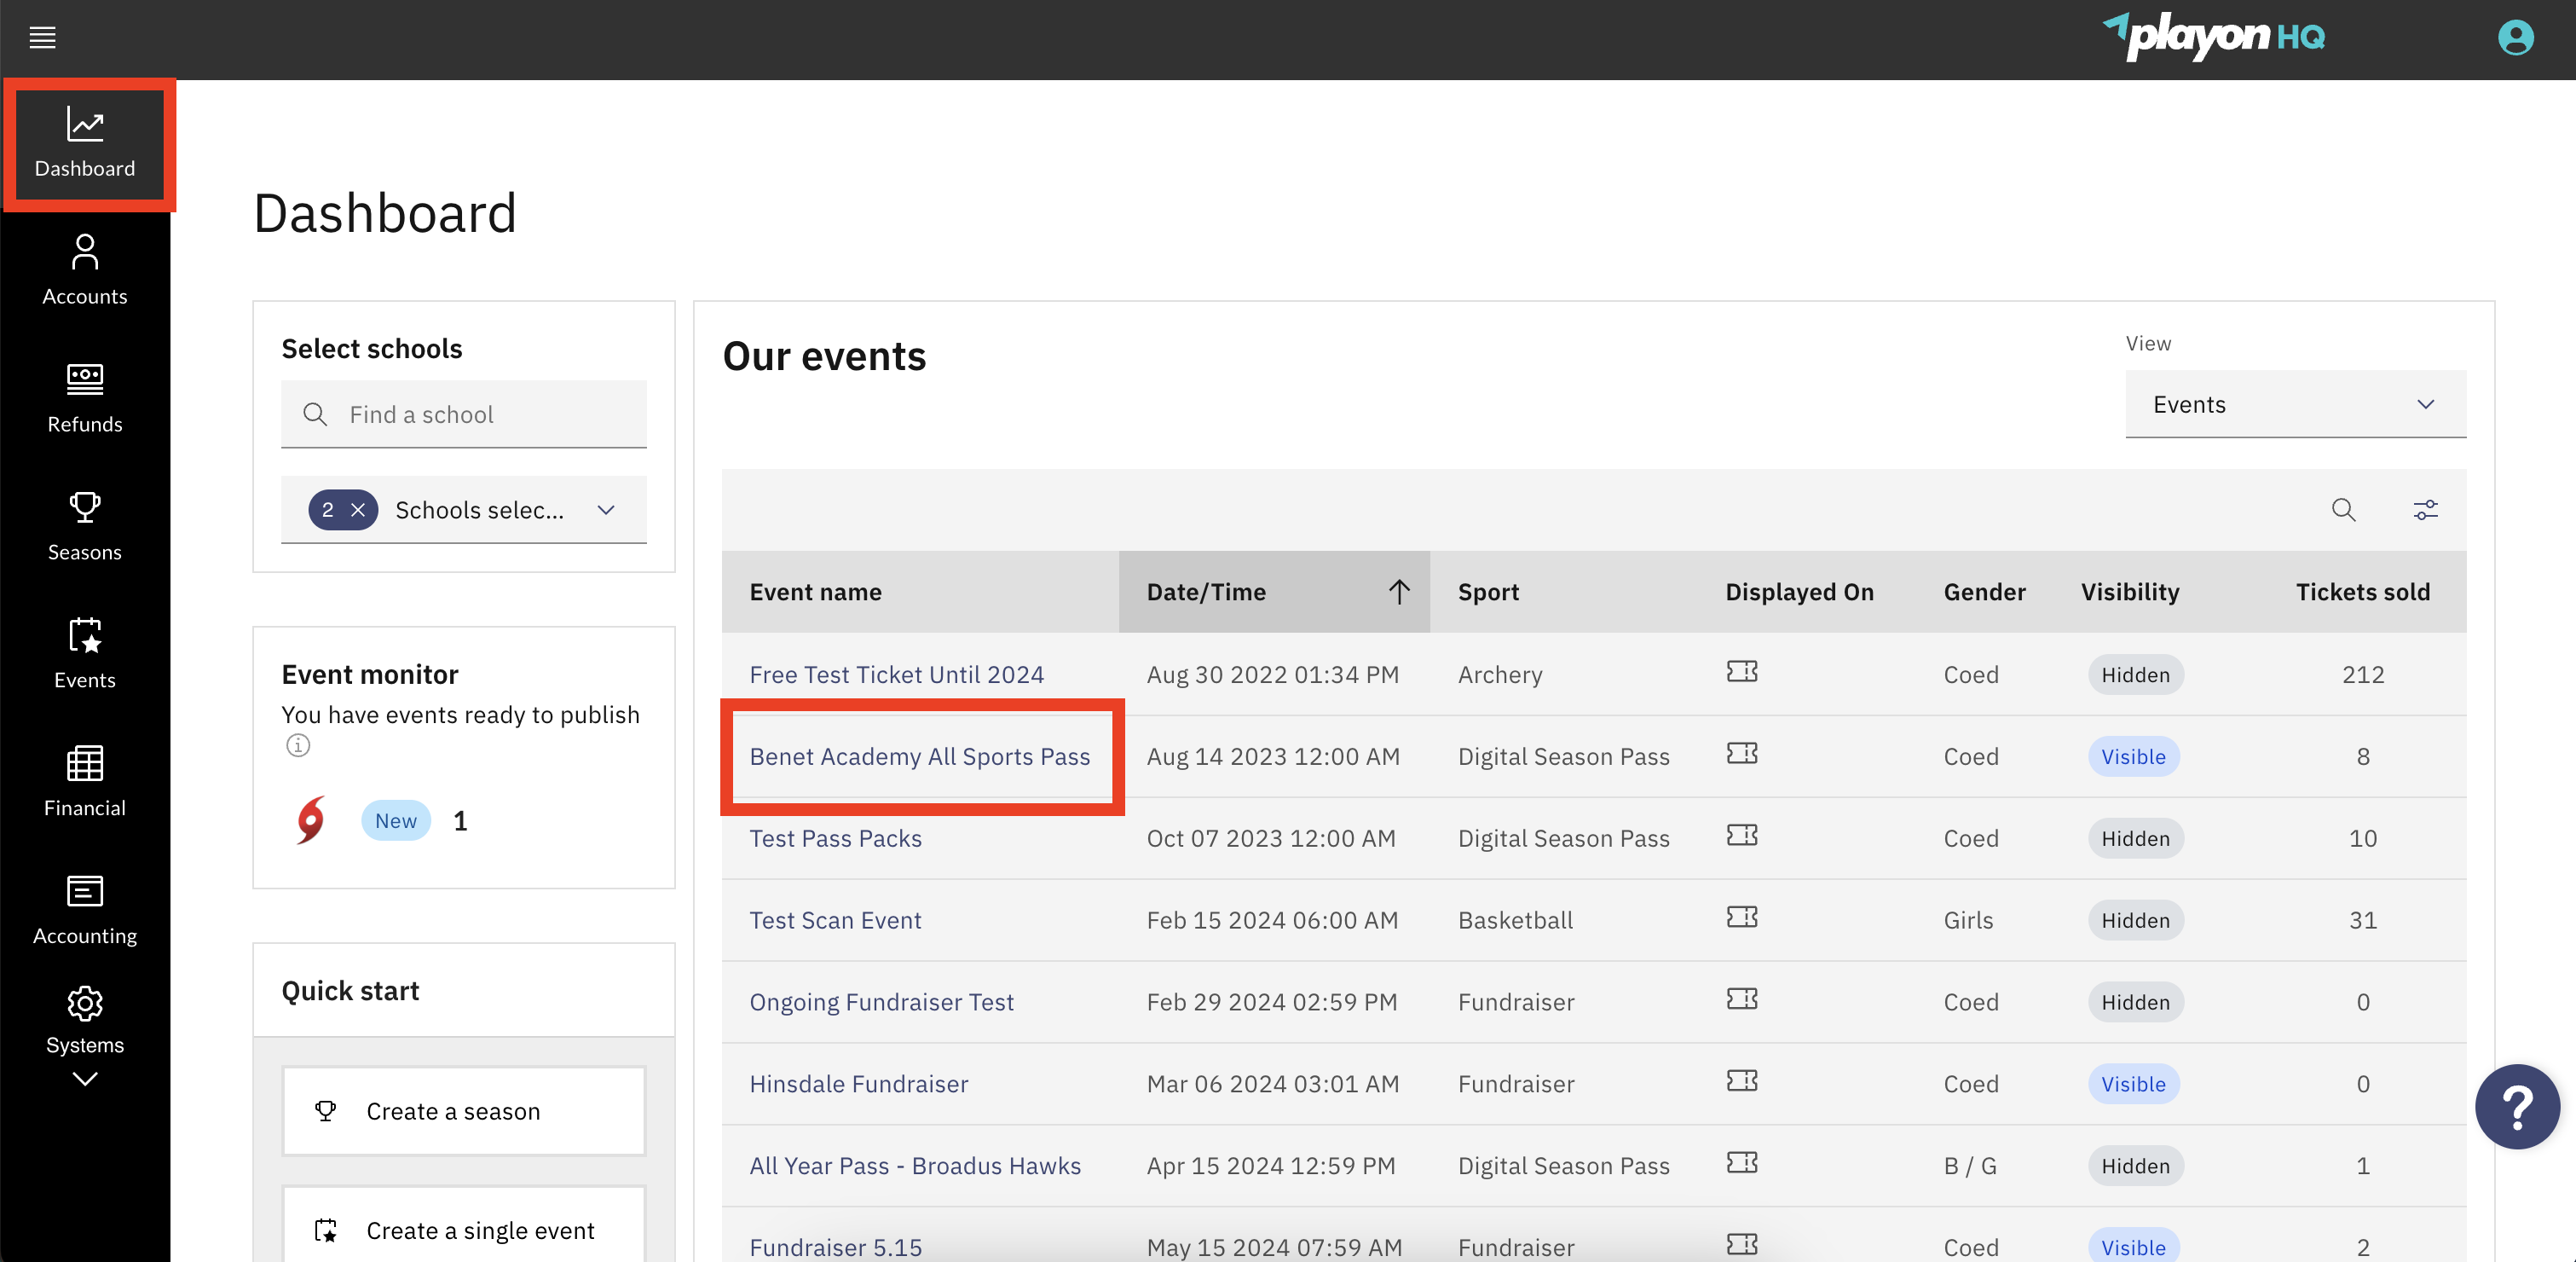 playon HQ
Dashboard
Accounts
Refunds
Seasons
Events
Financial
Accounting
Systems
Dashboard
Select schools
Find a school
2 Schools selec...
Event monitor
You have events ready to publish
New 1
Quick start
Create a season
Create a single event
Our events
View
Events
Event name Date/Time Sport Displayed On Gender Visibility Tickets sold
Free Test Ticket Until 2024 Aug 30 2022 01:34 PM Archery Coed Hidden 212
Benet Academy All Sports Pass Aug 14 2023 12:00 AM Digital Season Pass Coed Visible 8
Test Pass Packs Oct 07 2023 12:00 AM Digital Season Pass Coed Hidden 10
Test Scan Event Feb 15 2024 06:00 AM Basketball Girls Hidden 31
Ongoing Fundraiser Test Feb 29 2024 02:59 PM Fundraiser Coed Hidden 0
Hinsdale Fundraiser Mar 06 2024 03:01 AM Fundraiser Coed Visible 0
All Year Pass - Broadus Hawks Apr 15 2024 12:59 PM Digital Season Pass B / G Hidden 1
Fundraiser 5.15 May 15 2024 07:59 AM Fundraiser Coed Visible 2
?